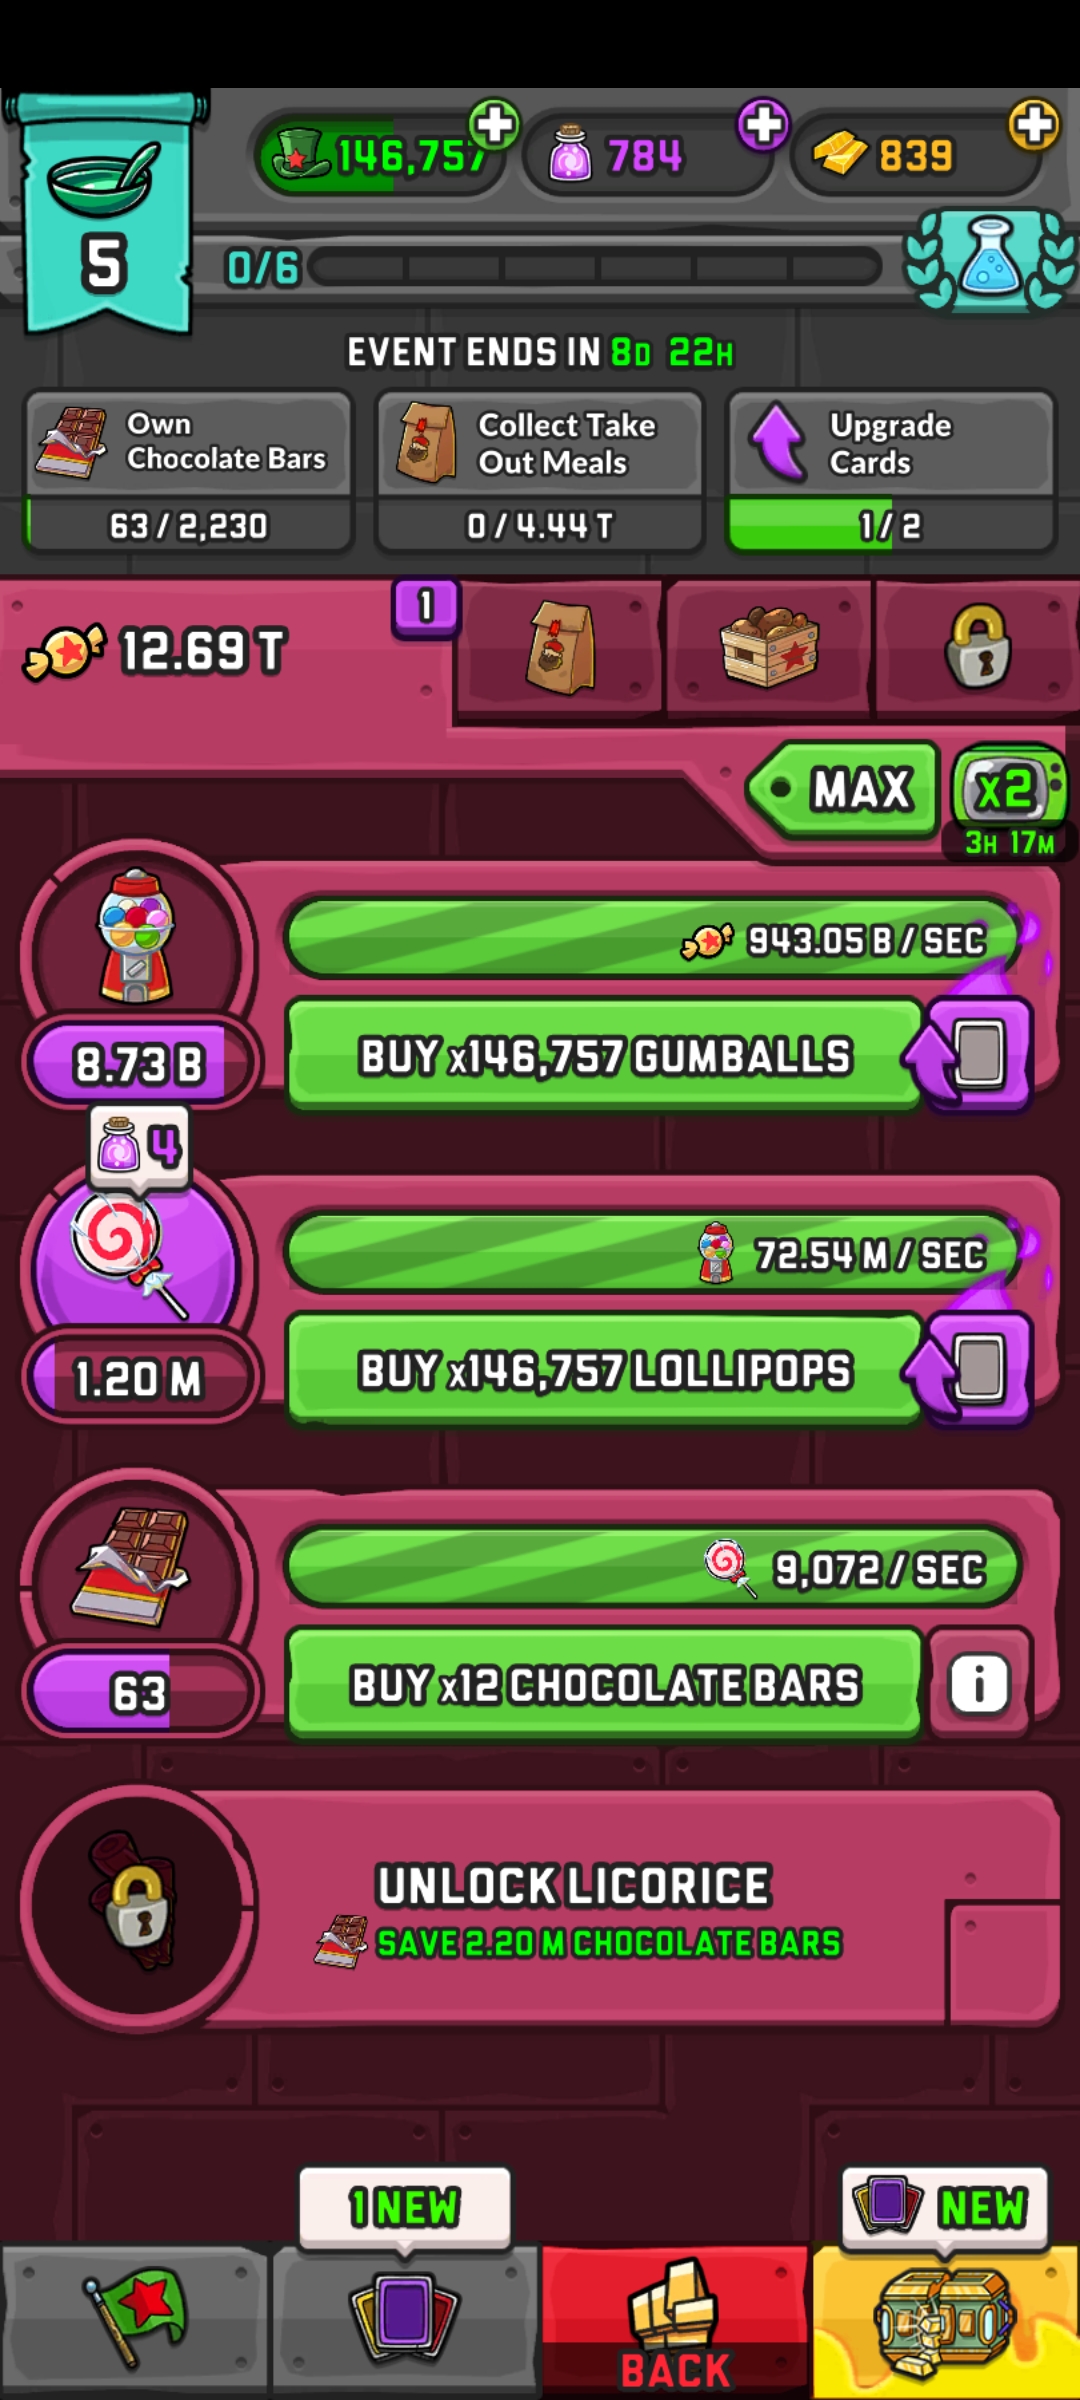 146,757
784
839
5
0/6
EVENT ENDS IN 8D 22H
Own
Chocolate Bars
63 / 2,230
Collect Take
Out Meals
0 / 4.44 T
Upgrade
Cards
1 / 2
12.69 T
1
MAX
x2
3H 17M
943.05 B / SEC
8.73 B
BUY x146,757 GUMBALLS
4
72.54 M / SEC
1.20 M
BUY x146,757 LOLLIPOPS
9,072 / SEC
63
BUY x12 CHOCOLATE BARS
i
UNLOCK LICORICE
SAVE 2.20 M CHOCOLATE BARS
1 NEW
NEW
BACK